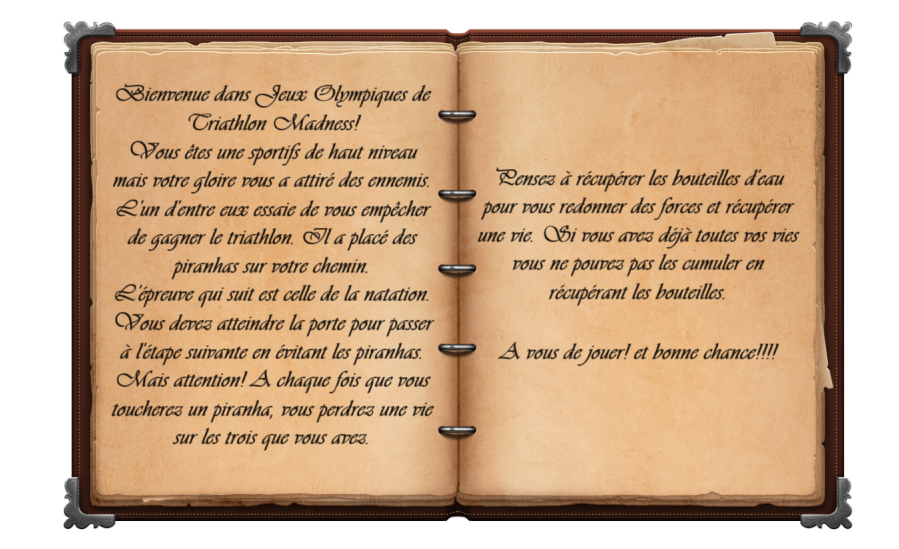 Bienvenue dans Jeux Olympiques de
Triathlon Madness!
Vous êtes une sportifs de haut niveau
mais votre gloire vous a attiré des ennemis.
L'un d'entre eux essaie de vous empêcher
de gagner le triathlon. Il a placé des
piranhas sur votre chemin.
L'épreuve qui suit est celle de la natation.
Vous devez atteindre la porte pour passer
à l'étape suivante en évitant les piranhas.
Mais attention! A chaque fois que vous
toucherez un piranha, vous perdrez une vie
sur les trois que vous avez.
Pensez à récupérer les bouteilles d'eau
pour vous redonner des forces et récupérer
une vie. Si vous avez déjà toutes vos vies
vous ne pouvez pas les cumuler en
récupérant les bouteilles.
A vous de jouer! et bonne chance!!!!